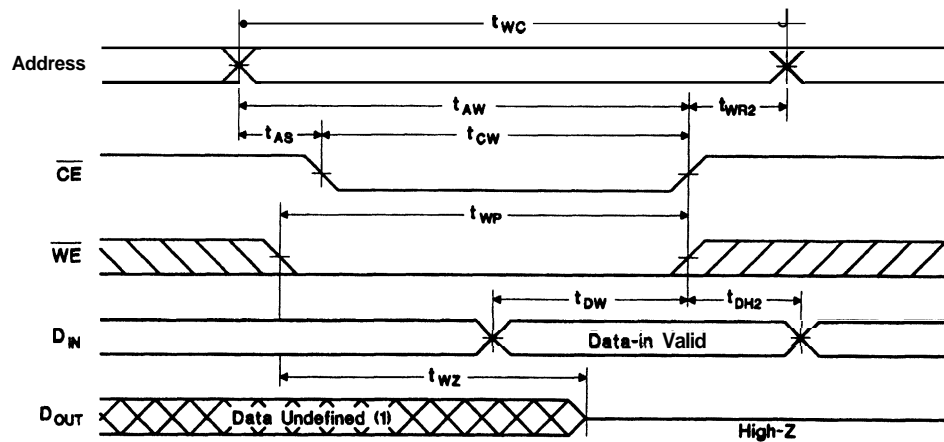 tWC
Address
tAW
tWR2
tAS
tCW
CE
tWP
WE
tDW
tDH2
DIN
Data-in Valid
tWZ
DOUT
Data Undefined (1)
High-Z